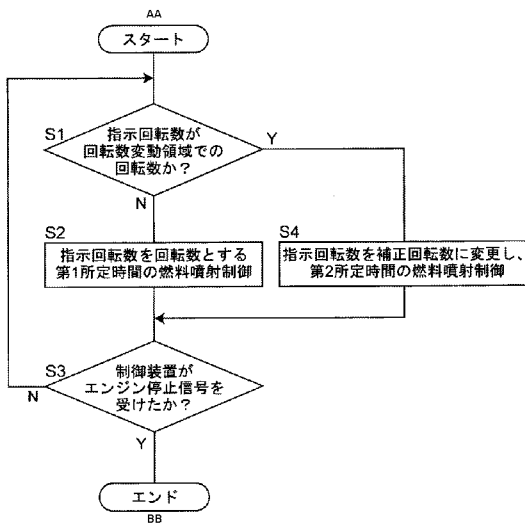 AA
スタート
S1
指示回転数が
回転数変動領域での
回転数か？
Y
N
S2
指示回転数を回転数とする
第1所定時間の燃料噴射制御
S4
指示回転数を補正回転数に変更し、
第2所定時間の燃料噴射制御
S3
制御装置が
エンジン停止信号を
受けたか？
N
Y
エンド
BB